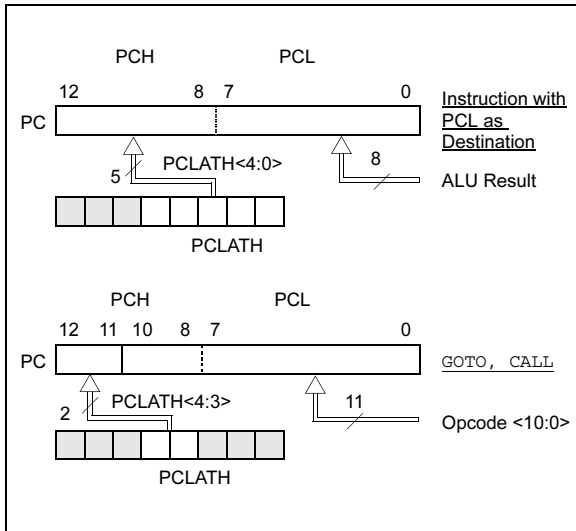 PCH PCL
12 8 7 0
PC
Instruction with
PCL as
Destination
5 PCLATH<4:0> 8
ALU Result
PCLATH
PCH PCL
12 11 10 8 7 0
PC GOTO, CALL
2 PCLATH<4:3> 11
Opcode <10:0>
PCLATH